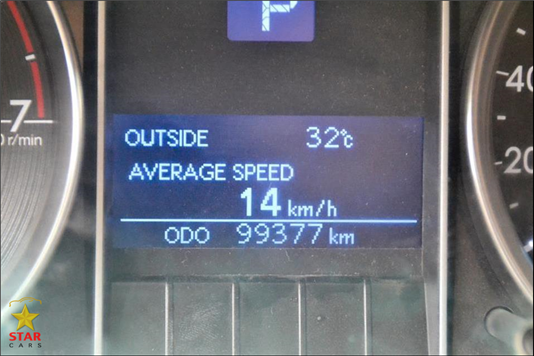 P
OUTSIDE 32°C
AVERAGE SPEED
14 km/h
ODO 99377 km
7
r/min
40
20
STAR
CARS